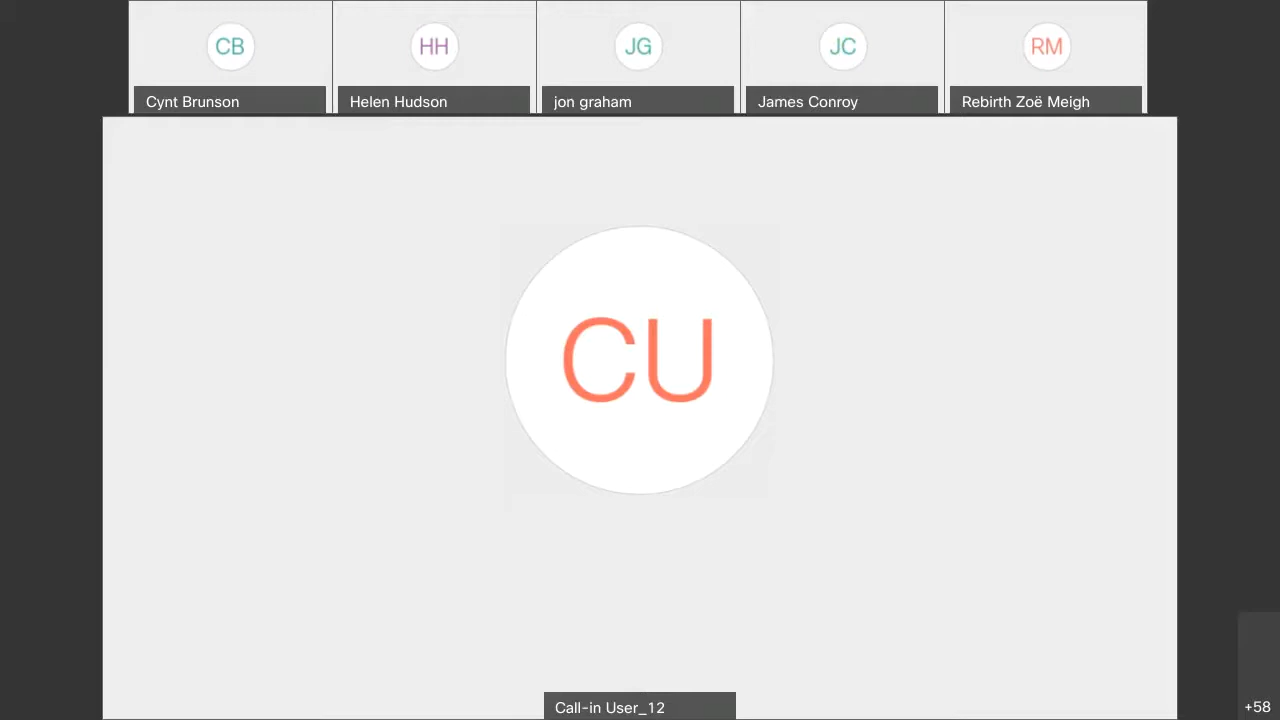 CB
HH
JG
JC
RM
Cynt Brunson
Helen Hudson
jon graham
James Conroy
Rebirth Zoë Meigh
CU
Call-in User_12
+58